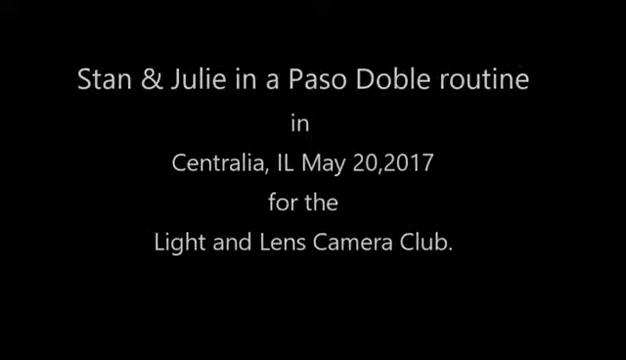 Stan & Julie in a Paso Doble routine
in
Centralia, IL May 20,2017
for the
Light and Lens Camera Club.